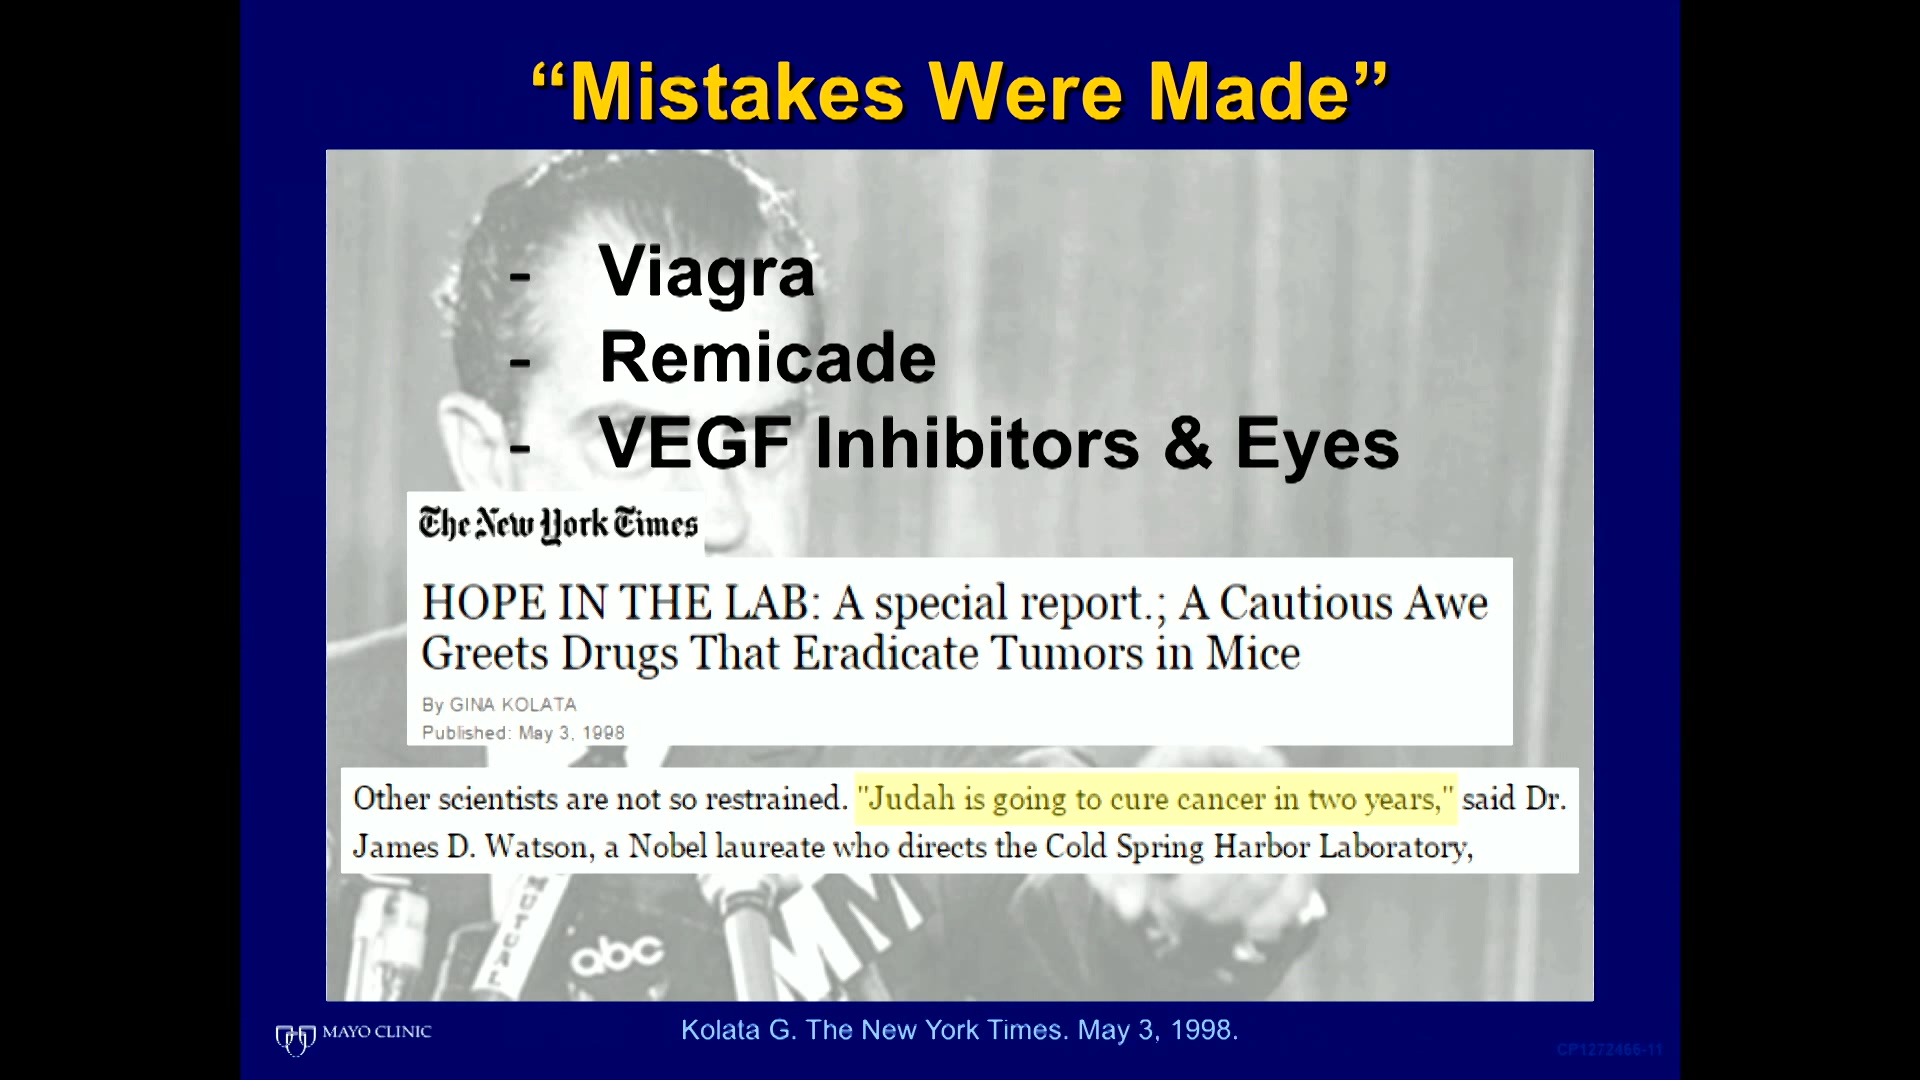 “Mistakes Were Made”
- Viagra
- Remicade
- VEGF Inhibitors & Eyes
The New York Times
HOPE IN THE LAB: A special report.; A Cautious Awe
Greets Drugs That Eradicate Tumors in Mice
By GINA KOLATA
Published: May 3, 1998
Other scientists are not so restrained. "Judah is going to cure cancer in two years," said Dr.
James D. Watson, a Nobel laureate who directs the Cold Spring Harbor Laboratory,
MUTUAL
abc
MAYO CLINIC
Kolata G. The New York Times. May 3, 1998.
CP1272466-11